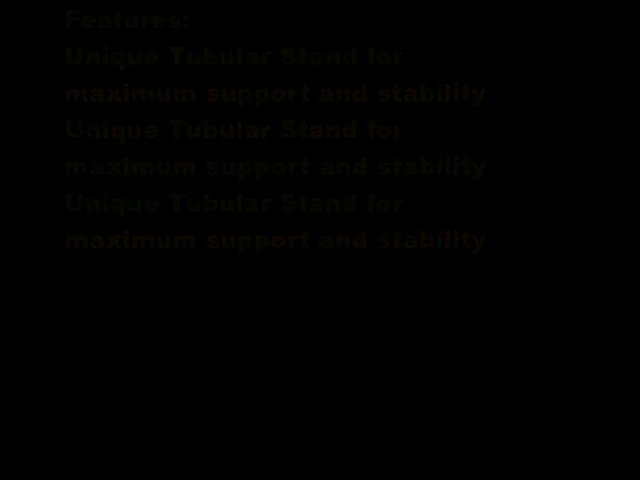 Features:
Unique Tubular Stand for
maximum support and stability
Unique Tubular Stand for
maximum support and stability
Unique Tubular Stand for
maximum support and stability